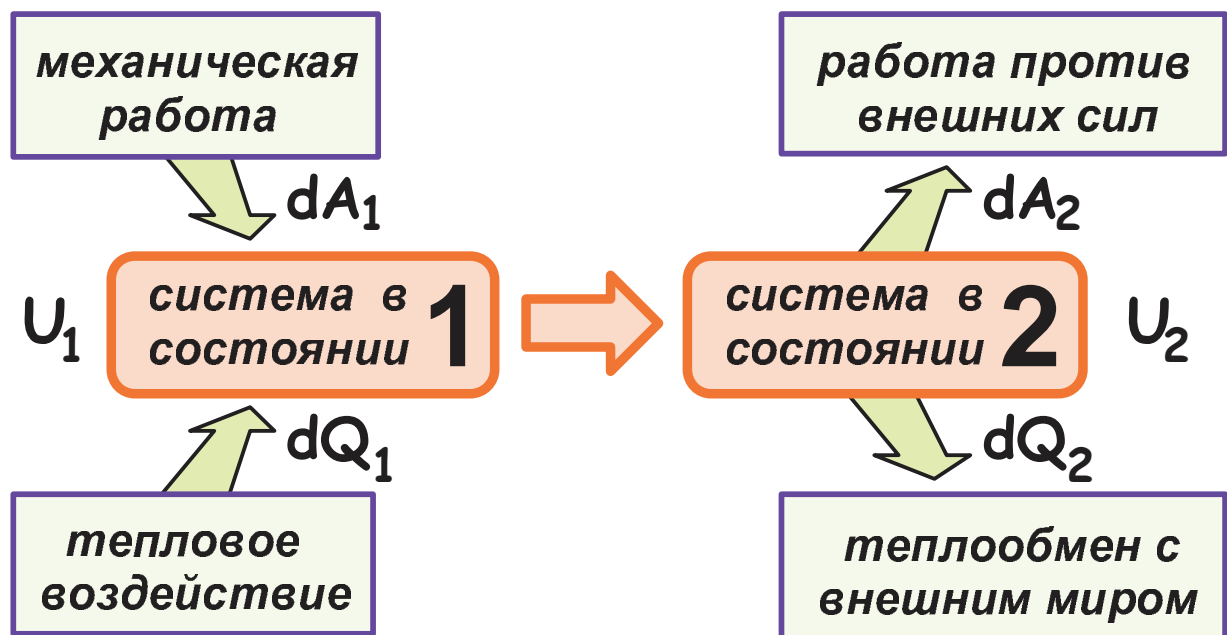 механическая
работа
dA₁
U₁
система в
состоянии 1
dQ₁
тепловое
воздействие
работа против
внешних сил
dA₂
система в
состоянии 2
U₂
dQ₂
теплообмен с
внешним миром